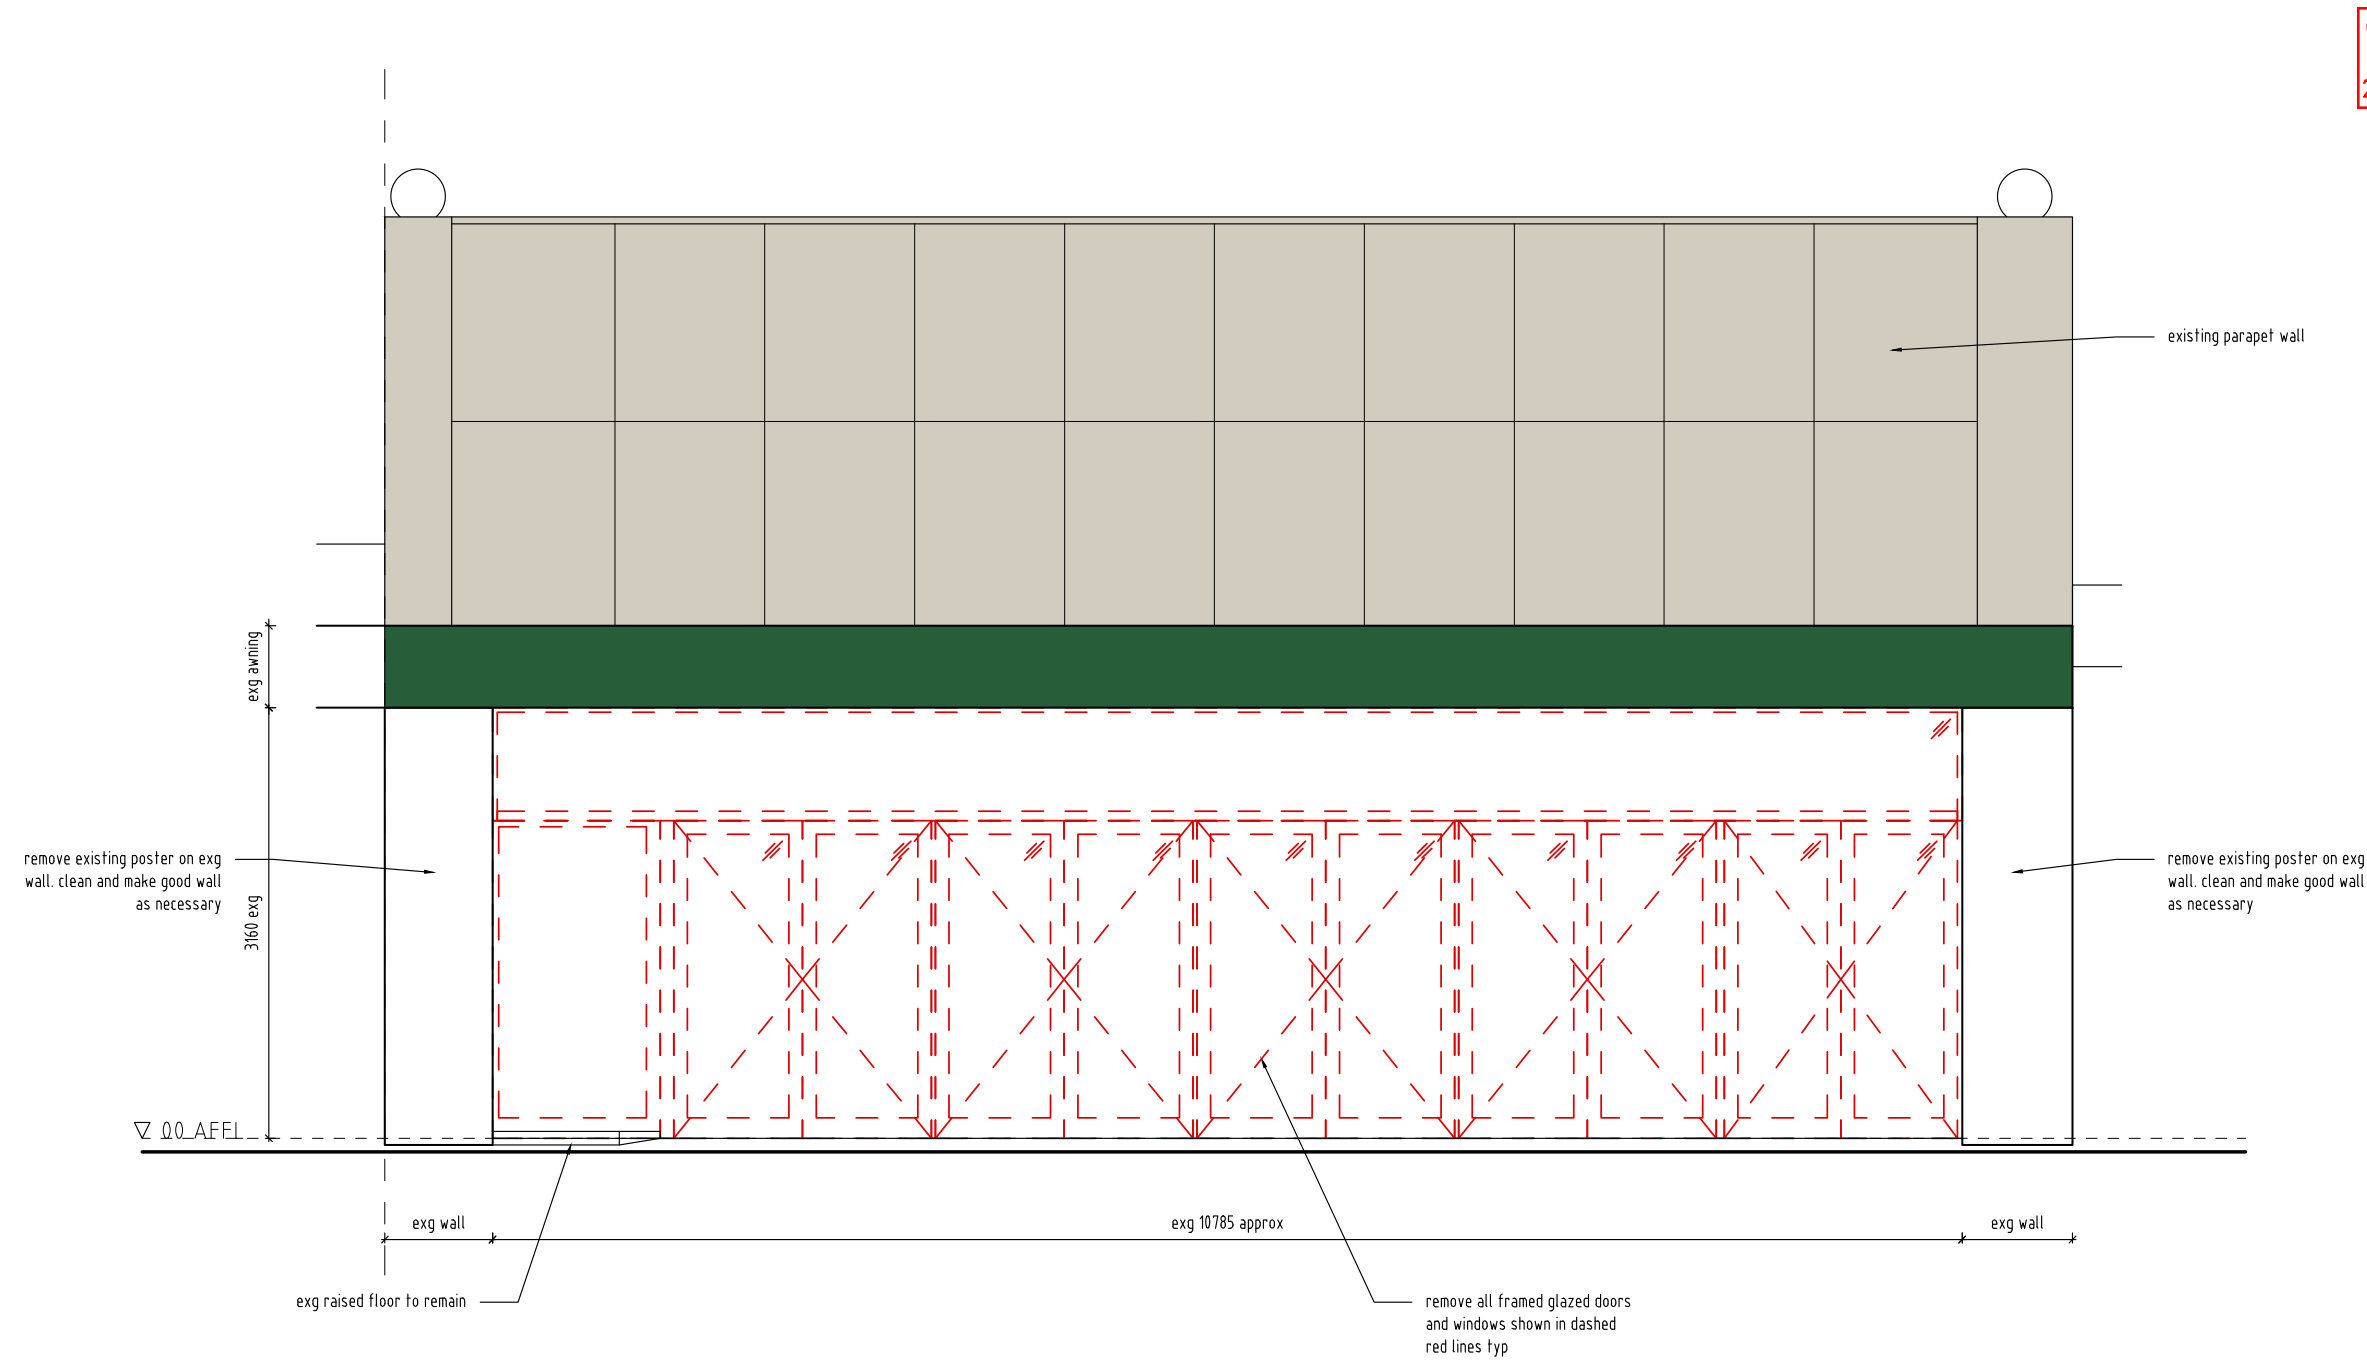 existing parapet wall
exg awning
remove existing poster on exg
wall. clean and make good wall
as necessary
3160 exg
remove existing poster on exg
wall. clean and make good wall
as necessary
00 AFFL
exg wall
exg 10785 approx
exg wall
exg raised floor to remain
remove all framed glazed doors
and windows shown in dashed
red lines typ